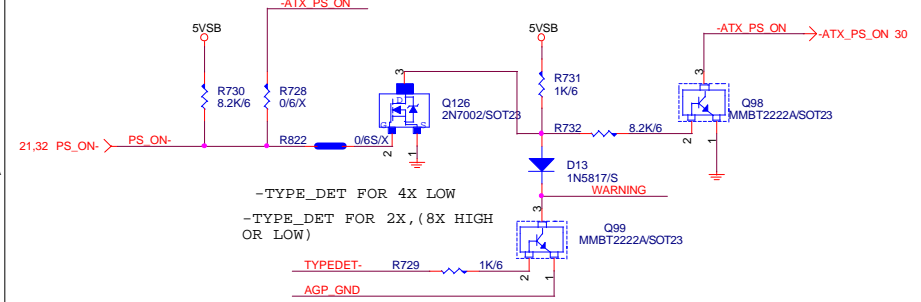 -ATX_PS_ON
5VSB
5VSB
-ATX_PS_ON
-ATX_PS_ON 30
R730
8.2K/6
R728
0/6/X
3
D
G
S
Q126
2N7002/SOT23
R731
1K/6
3
Q98
MMBT2222A/SOT23
21,32 PS_ON-
PS_ON-
R822
0/6S/X
2
1
R732
8.2K/6
2
1
D13
1N5817/S
WARNING
-TYPE_DET FOR 4X LOW
-TYPE_DET FOR 2X,(8X HIGH
OR LOW)
3
Q99
MMBT2222A/SOT23
TYPEDET-
R729
1K/6
2
1
AGP_GND